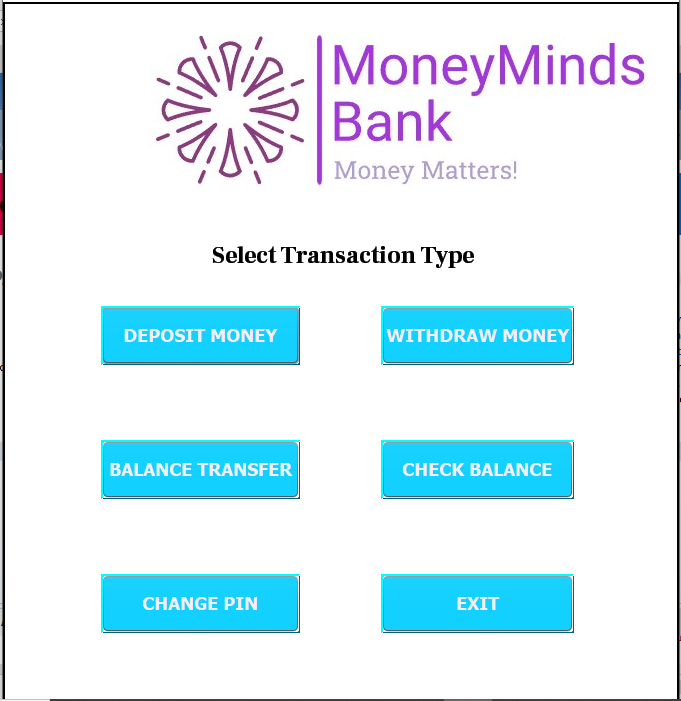 MoneyMinds
Bank
Money Matters!
Select Transaction Type
DEPOSIT MONEY
WITHDRAW MONEY
BALANCE TRANSFER
CHECK BALANCE
CHANGE PIN
EXIT